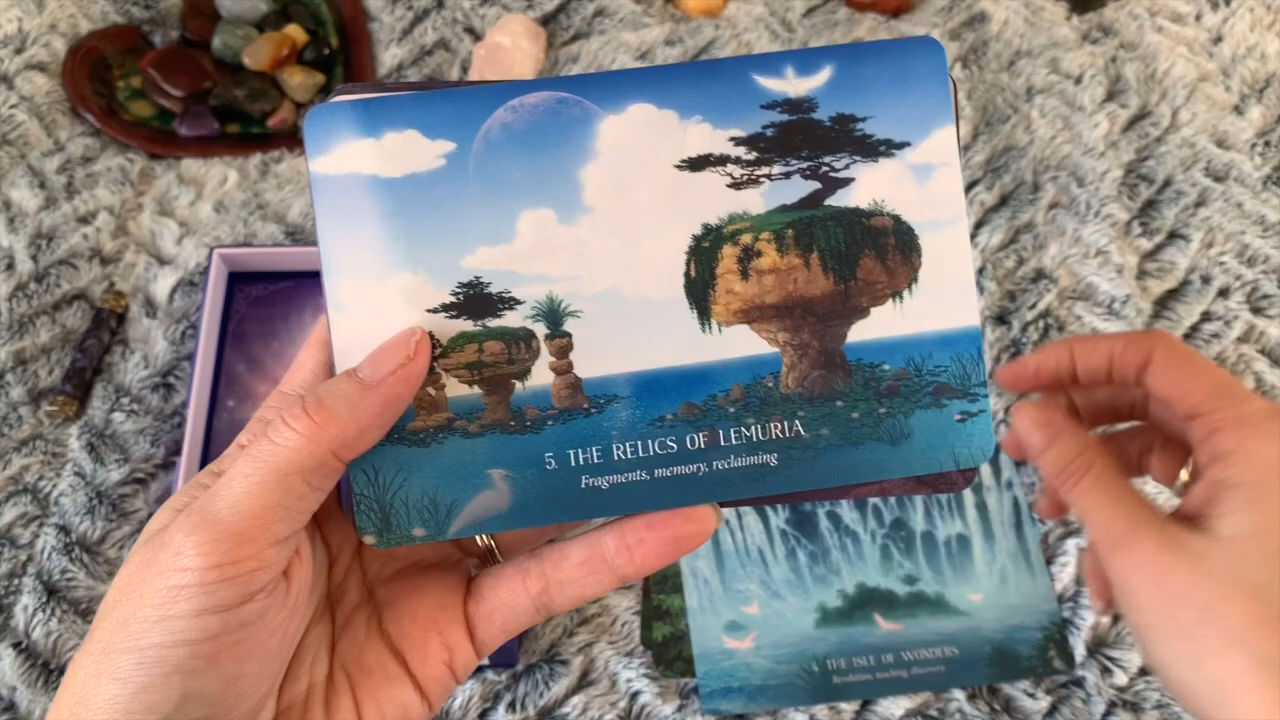 5. THE RELICS OF LEMURIA
Fragments, memory, reclaiming
4. THE ISLE OF WONDERS
Revelation, teaching, discovery